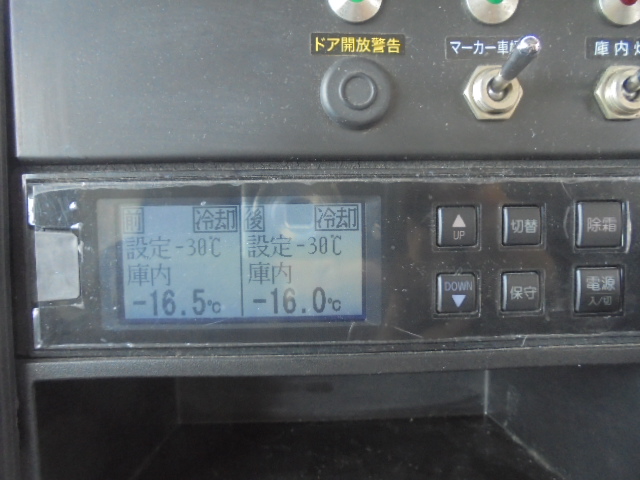 ドア開放警告
マーカー車
庫内
前 冷却 後 冷却
設定-30℃ 設定-30℃
庫内 庫内
-16.5℃ -16.0℃
UP 切替 除霜
DOWN 保守 電源
入/切